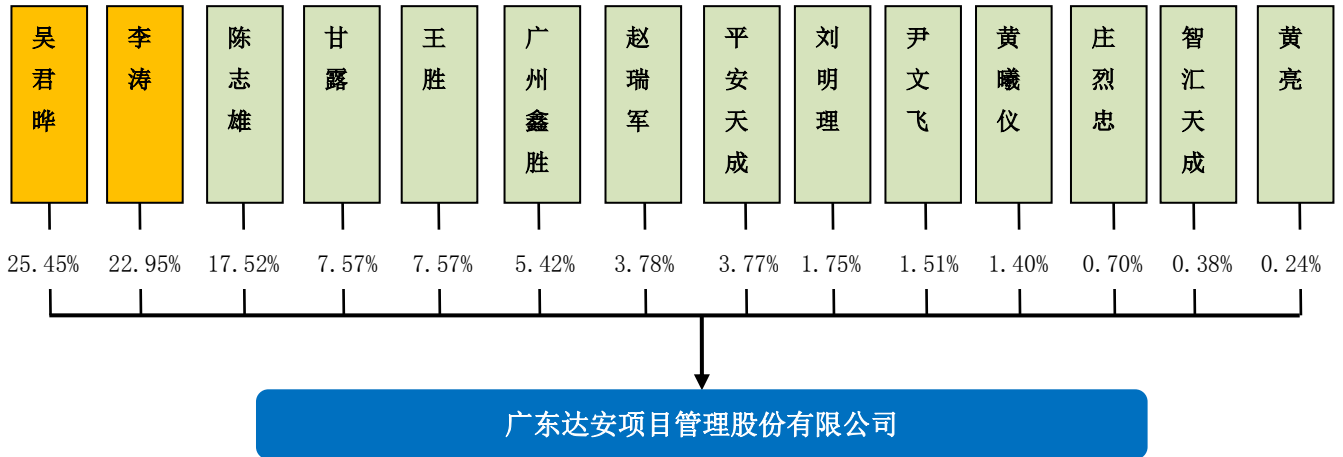 吴君晔
李涛
陈志雄
甘露
王胜
广州鑫胜
赵瑞军
平安天成
刘明理
尹文飞
黄曦仪
庄烈忠
智汇天成
黄亮
25.45% 22.95% 17.52% 7.57% 7.57% 5.42% 3.78% 3.77% 1.75% 1.51% 1.40% 0.70% 0.38% 0.24%
广东达安项目管理股份有限公司